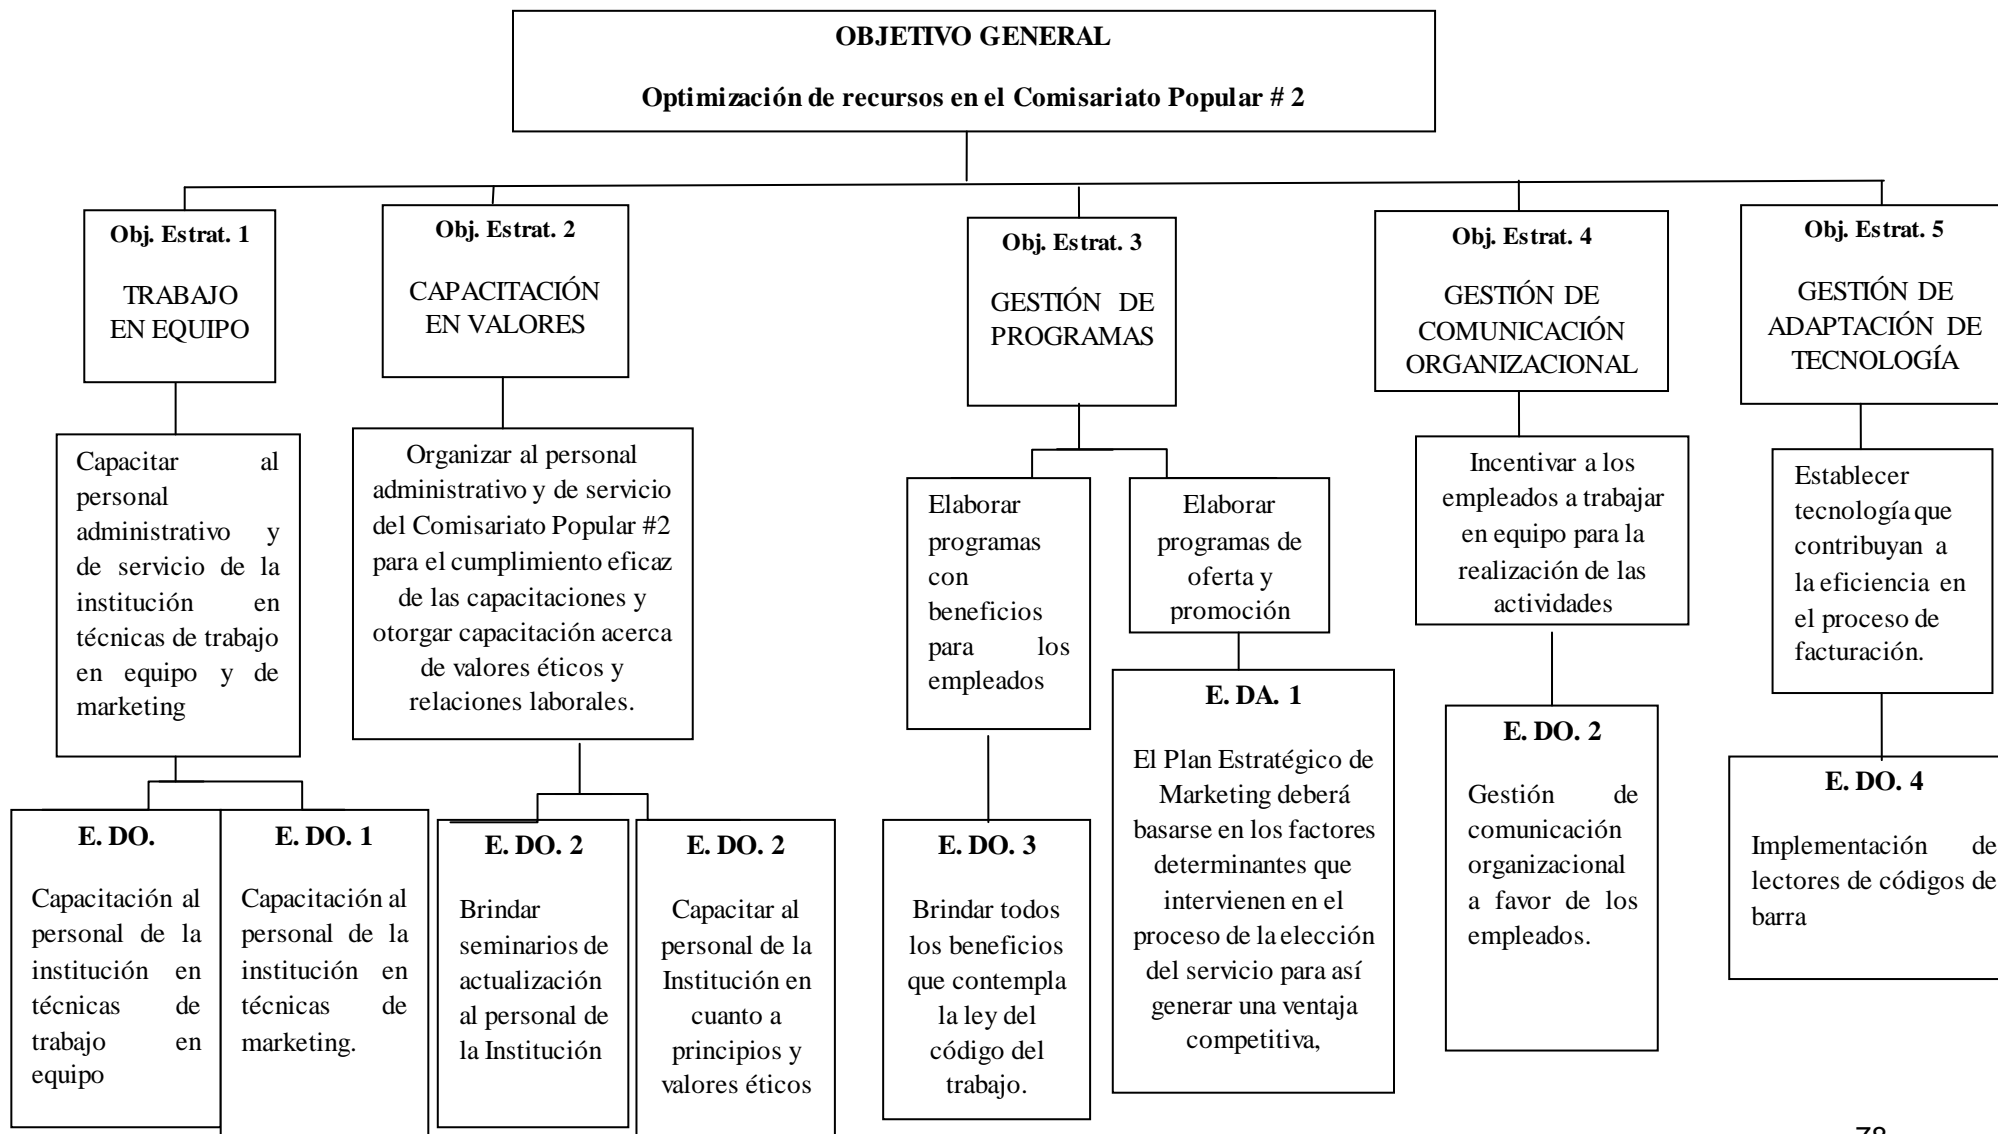 OBJETIVO GENERAL
Optimización de recursos en el Comisariato Popular # 2
Obj. Estrat. 1
TRABAJO
EN EQUIPO
Obj. Estrat. 2
CAPACITACIÓN
EN VALORES
Obj. Estrat. 3
GESTIÓN DE
PROGRAMAS
Obj. Estrat. 4
GESTIÓN DE
COMUNICACIÓN
ORGANIZACIONAL
Obj. Estrat. 5
GESTIÓN DE
ADAPTACIÓN DE
TECNOLOGÍA
Capacitar al
personal
administrativo y
de servicio de la
institución en
técnicas de trabajo
en equipo y de
marketing
Organizar al personal
administrativo y de servicio
del Comisariato Popular #2
para el cumplimiento eficaz
de las capacitaciones y
otorgar capacitación acerca
de valores éticos y
relaciones laborales.
Elaborar
programas
con
beneficios
para los
empleados
Elaborar
programas de
oferta y
promoción
Incentivar a los
empleados a trabajar
en equipo para la
realización de las
actividades
Establecer
tecnología que
contribuyan a
la eficiencia en
el proceso de
facturación.
E. DO.
Capacitación al
personal de la
institución en
técnicas de
trabajo en
equipo
E. DO. 1
Capacitación al
personal de la
institución en
técnicas de
marketing.
E. DO. 2
Brindar
seminarios de
actualización
al personal de
la Institución
E. DO. 2
Capacitar al
personal de la
Institución en
cuanto a
principios y
valores éticos
E. DO. 3
Brindar todos
los beneficios
que contempla
la ley del
código del
trabajo.
E. DA. 1
El Plan Estratégico de
Marketing deberá
basarse en los factores
determinantes que
intervienen en el
proceso de la elección
del servicio para así
generar una ventaja
competitiva,
E. DO. 2
Gestión de
comunicación
organizacional
a favor de los
empleados.
E. DO. 4
Implementación de
lectores de códigos de
barra
78